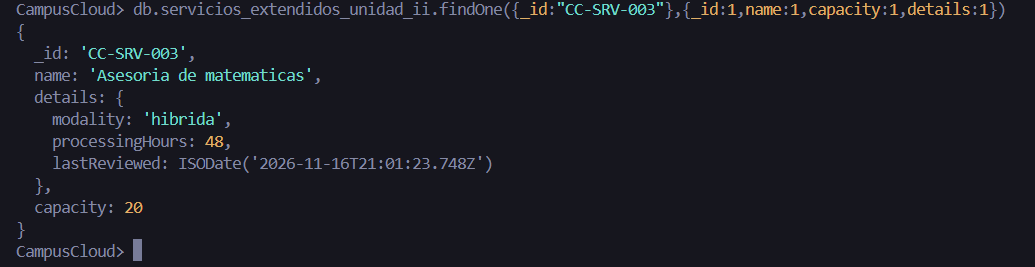 CampusCloud> db.servicios_extendidos_unidad_ii.findOne({_id:"CC-SRV-003"},{_id:1,name:1,capacity:1,details:1})
{
  _id: 'CC-SRV-003',
  name: 'Asesoria de matematicas',
  details: {
    modality: 'hibrida',
    processingHours: 48,
    lastReviewed: ISODate('2026-11-16T21:01:23.748Z')
  },
  capacity: 20
}
CampusCloud>